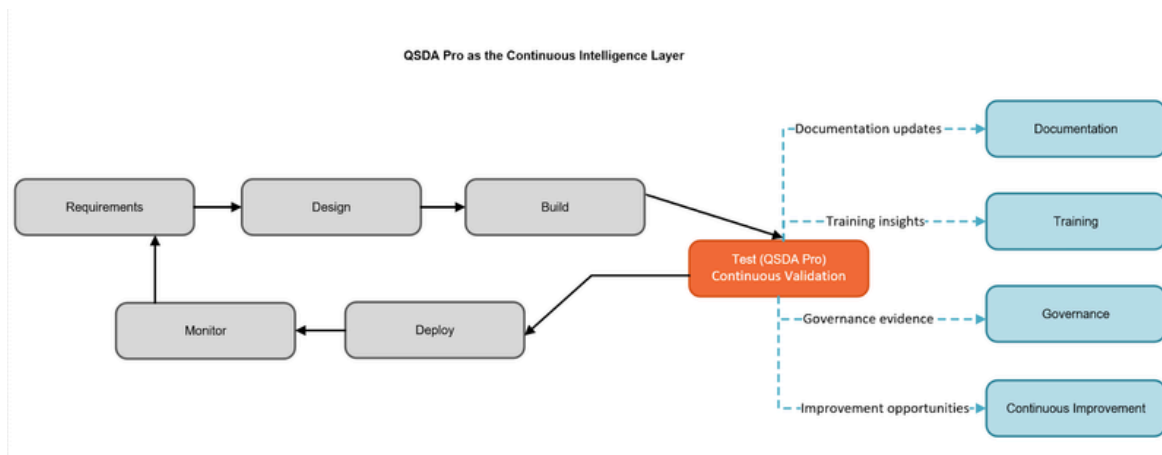 QSDA Pro as the Continuous Intelligence Layer
Documentation updates
Documentation
Requirements
Design
Build
Training insights
Training
Test (QSDA Pro)
Continuous Validation
Monitor
Deploy
Governance evidence
Governance
Improvement opportunities
Continuous Improvement